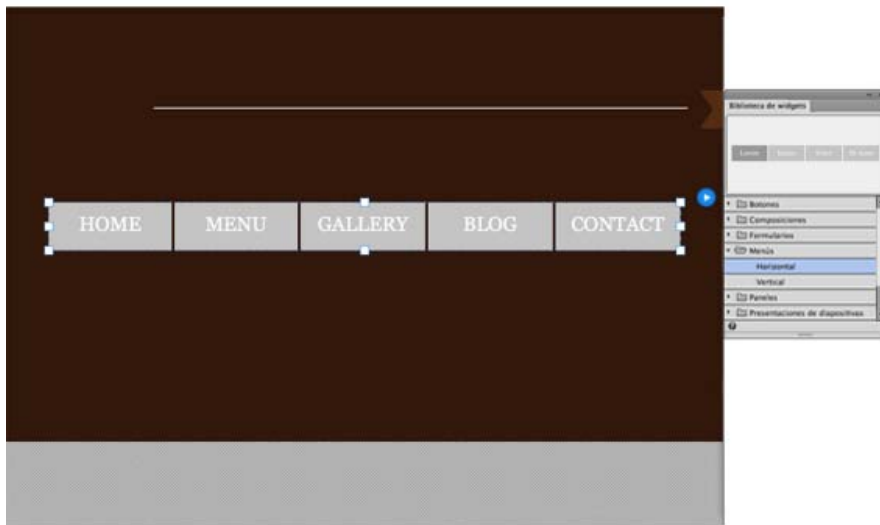 HOME MENU GALLERY BLOG CONTACT
Biblioteca de widgets
Botones
Composiciones
Formularios
Menús
Horizontal
Vertical
Paneles
Presentaciones de diapositivas